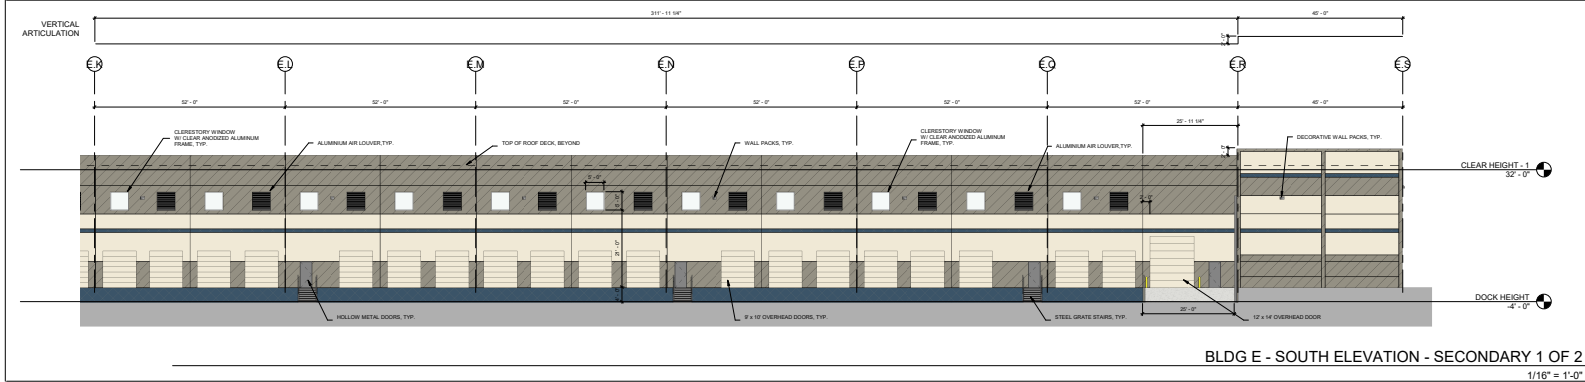 VERTICAL
ARTICULATION
311' - 11 1/4"
45' - 0"
2' - 0"
E.K
E.L
E.M
E.N
E.P
E.Q
E.R
E.S
52' - 0"
52' - 0"
52' - 0"
52' - 0"
52' - 0"
52' - 0"
45' - 0"
25' - 11 1/4"
CLERESTORY WINDOW
W/ CLEAR ANODIZED ALUMINUM
FRAME, TYP.
ALUMINIUM AIR LOUVER,TYP.
TOP OF ROOF DECK, BEYOND
WALL PACKS, TYP.
CLERESTORY WINDOW
W/ CLEAR ANODIZED ALUMINUM
FRAME, TYP.
ALUMINIUM AIR LOUVER,TYP.
DECORATIVE WALL PACKS, TYP.
CLEAR HEIGHT - 1
32' - 0"
5' - 0"
21' - 0"
DOCK HEIGHT
-4' - 0"
HOLLOW METAL DOORS, TYP.
9' x 10' OVERHEAD DOORS, TYP.
STEEL GRATE STAIRS, TYP.
25' - 0"
12' x 14' OVERHEAD DOOR
BLDG E - SOUTH ELEVATION - SECONDARY 1 OF 2
1/16" = 1'-0"